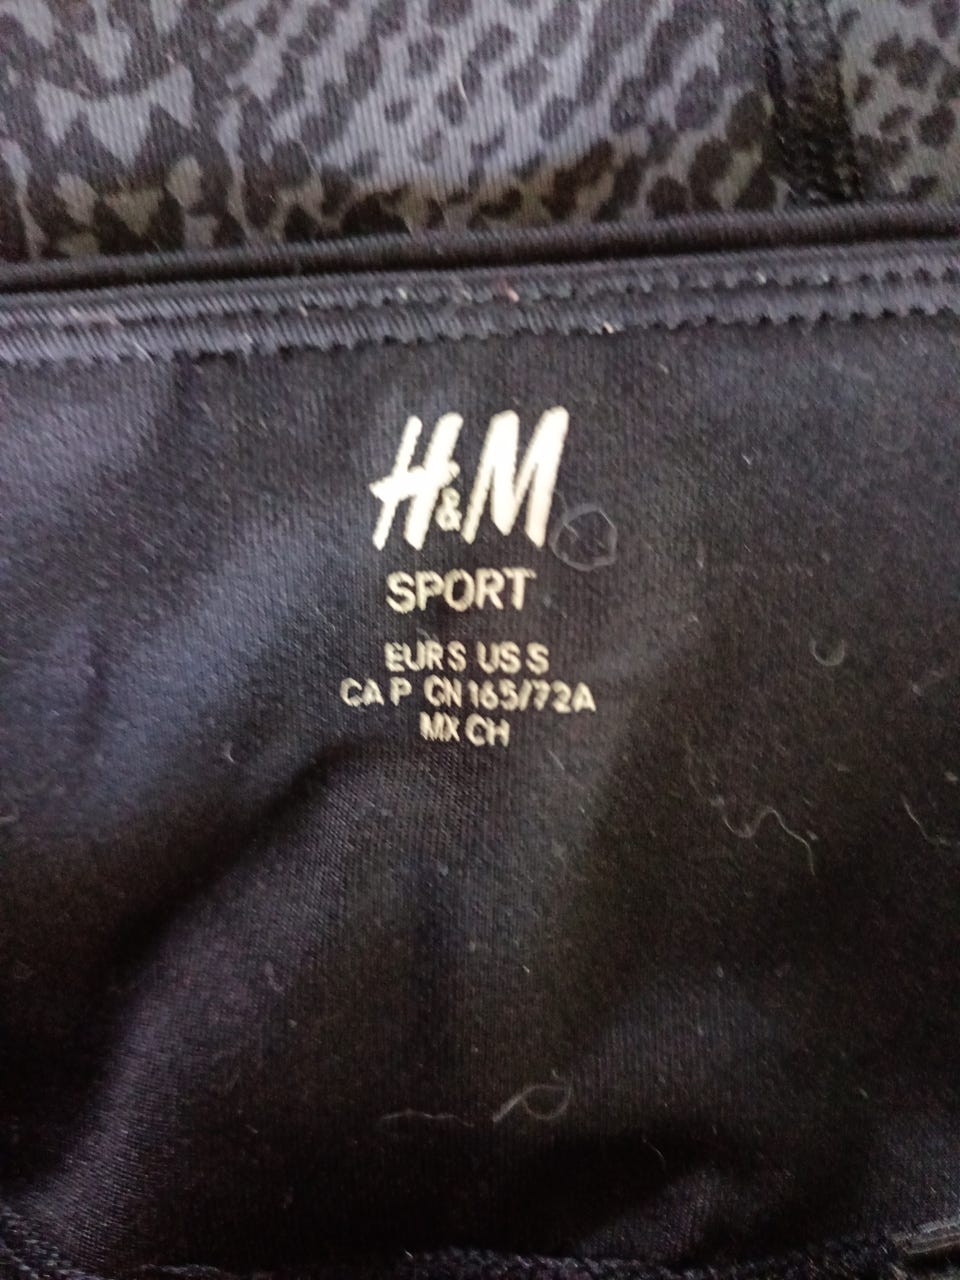 H&M
SPORT
EUR S US S
CA P CN 165/72A
MX CH